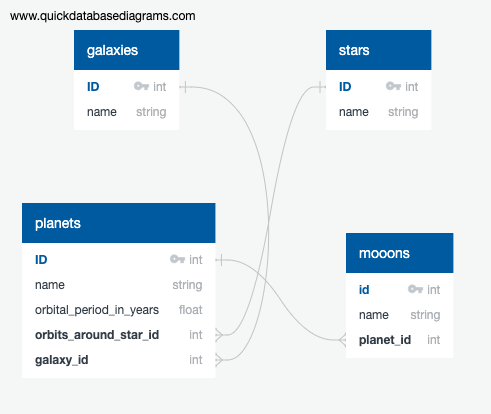 www.quickdatabasediagrams.com
galaxies
ID int
name string
stars
ID int
name string
planets
ID int
name string
orbital_period_in_years float
orbits_around_star_id int
galaxy_id int
mooons
id int
name string
planet_id int